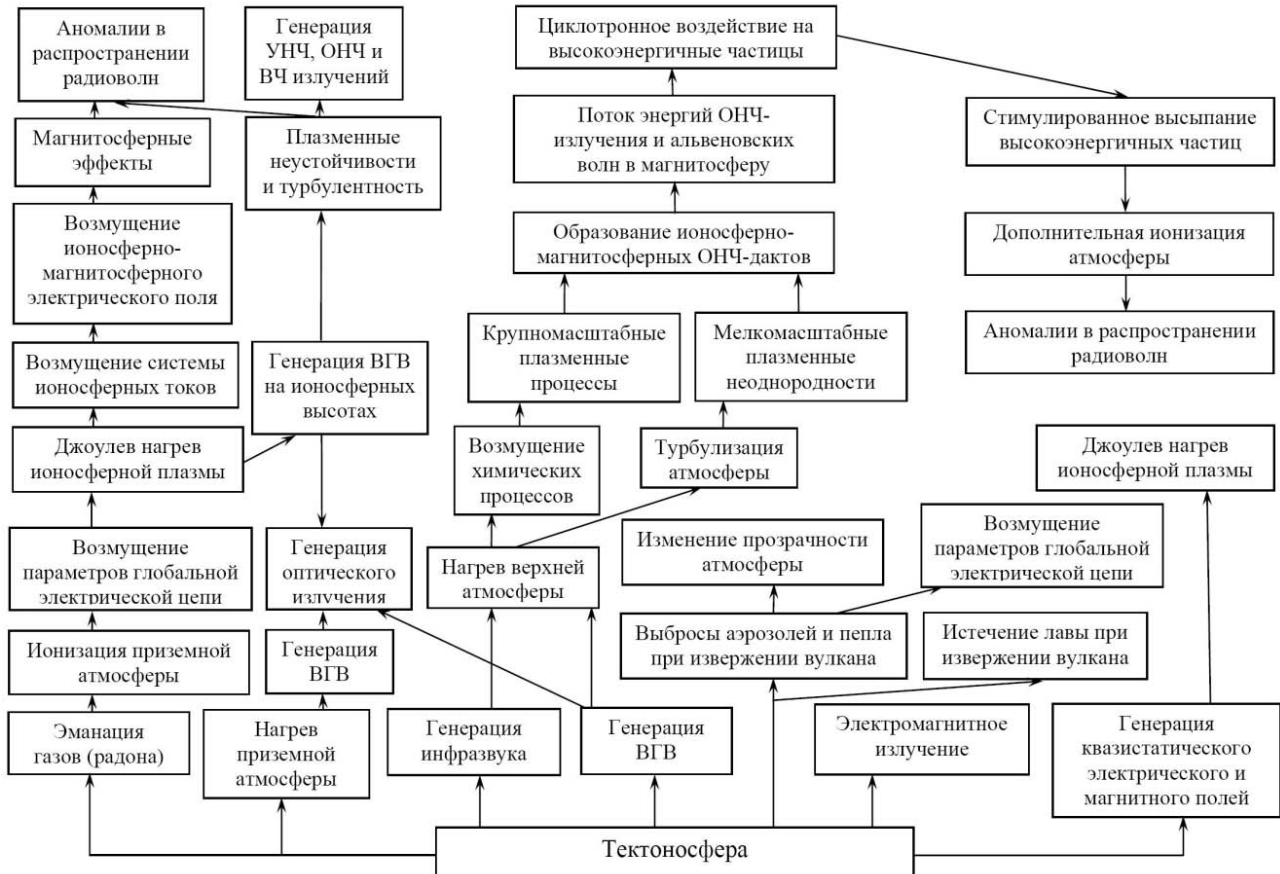 Аномалии в
распространении
радиоволн
Генерация
УНЧ, ОНЧ и
ВЧ излучений
Циклотронное воздействие на
высокоэнергичные частицы
Магнитосферные
эффекты
Плазменные
неустойчивости
и турбулентность
Поток энергий ОНЧ-
излучения и альвеновских
волн в магнитосферу
Стимулированное высыпание
высокоэнергичных частиц
Возмущение
ионосферно-
магнитосферного
электрического поля
Образование ионосферно-
магнитосферных ОНЧ-дактов
Дополнительная ионизация
атмосферы
Возмущение системы
ионосферных токов
Генерация ВГВ
на ионосферных
высотах
Крупномасштабные
плазменные
процессы
Мелкомасштабные
плазменные
неоднородности
Аномалии в распространении
радиоволн
Джоулев нагрев
ионосферной плазмы
Возмущение
химических
процессов
Турбулизация
атмосферы
Джоулев нагрев
ионосферной плазмы
Возмущение
параметров глобальной
электрической цепи
Генерация
оптического
излучения
Нагрев верхней
атмосферы
Изменение прозрачности
атмосферы
Возмущение
параметров глобальной
электрической цепи
Ионизация приземной
атмосферы
Генерация
ВГВ
Выбросы аэрозолей и пепла
при извержении вулкана
Истечение лавы при
извержении вулкана
Эманация
газов (радона)
Нагрев
приземной
атмосферы
Генерация
инфразвука
Генерация
ВГВ
Электромагнитное
излучение
Генерация
квазистатического
электрического и
магнитного полей
Тектоносфера